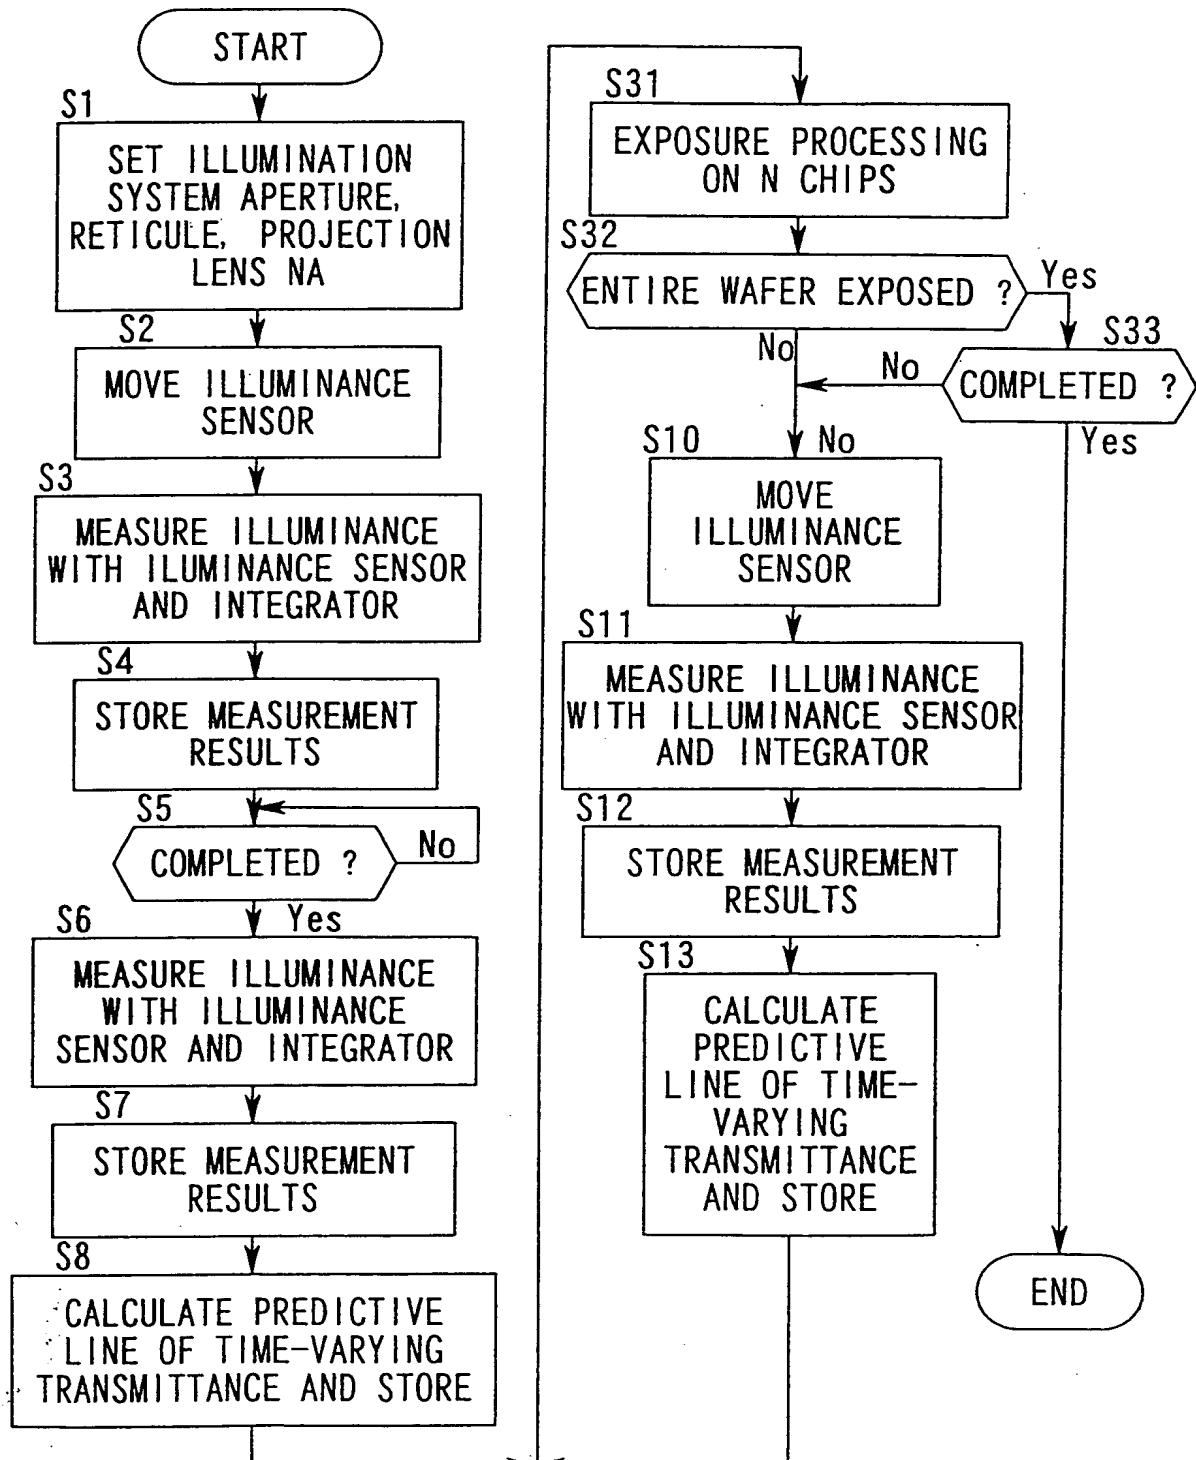 START
S1
SET ILLUMINATION
SYSTEM APERTURE,
RETICULE, PROJECTION
LENS NA
S2
MOVE ILLUMINANCE
SENSOR
S3
MEASURE ILLUMINANCE
WITH ILUMINANCE SENSOR
AND INTEGRATOR
S4
STORE MEASUREMENT
RESULTS
S5
COMPLETED ?
No
Yes
S6
MEASURE ILLUMINANCE
WITH ILLUMINANCE
SENSOR AND INTEGRATOR
S7
STORE MEASUREMENT
RESULTS
S8
CALCULATE PREDICTIVE
LINE OF TIME-VARYING
TRANSMITTANCE AND STORE
S31
EXPOSURE PROCESSING
ON N CHIPS
S32
ENTIRE WAFER EXPOSED ?
Yes
No
S33
COMPLETED ?
No
Yes
S10
No
MOVE
ILLUMINANCE
SENSOR
S11
MEASURE ILLUMINANCE
WITH ILLUMINANCE SENSOR
AND INTEGRATOR
S12
STORE MEASUREMENT
RESULTS
S13
CALCULATE
PREDICTIVE
LINE OF TIME-
VARYING
TRANSMITTANCE
AND STORE
END